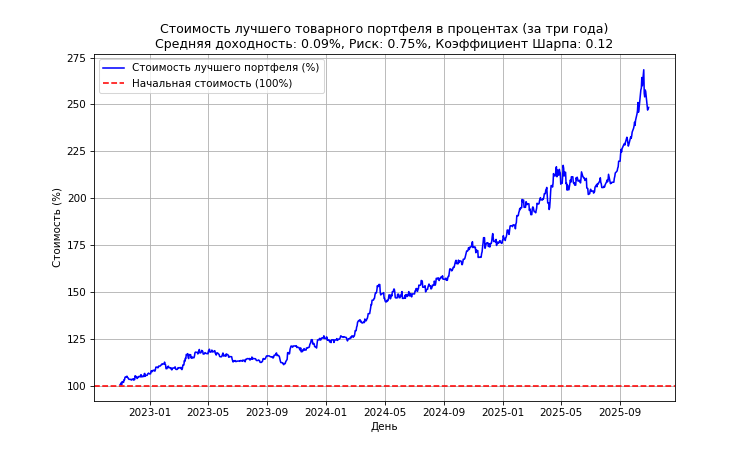 Стоимость лучшего товарного портфеля в процентах (за три года)
Средняя доходность: 0.09%, Риск: 0.75%, Коэффициент Шарпа: 0.12
Стоимость лучшего портфеля (%)
Начальная стоимость (100%)
Стоимость (%)
275
250
225
200
175
150
125
100
2023-01
2023-05
2023-09
2024-01
2024-05
2024-09
2025-01
2025-05
2025-09
День